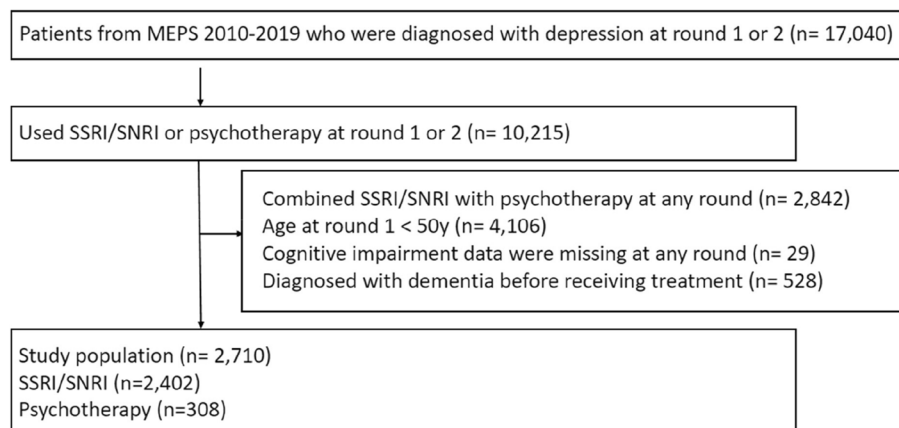 Patients from MEPS 2010-2019 who were diagnosed with depression at round 1 or 2 (n= 17,040)
Used SSRI/SNRI or psychotherapy at round 1 or 2 (n= 10,215)
Combined SSRI/SNRI with psychotherapy at any round (n= 2,842)
Age at round 1 < 50y (n= 4,106)
Cognitive impairment data were missing at any round (n= 29)
Diagnosed with dementia before receiving treatment (n= 528)
Study population (n= 2,710)
SSRI/SNRI (n=2,402)
Psychotherapy (n=308)